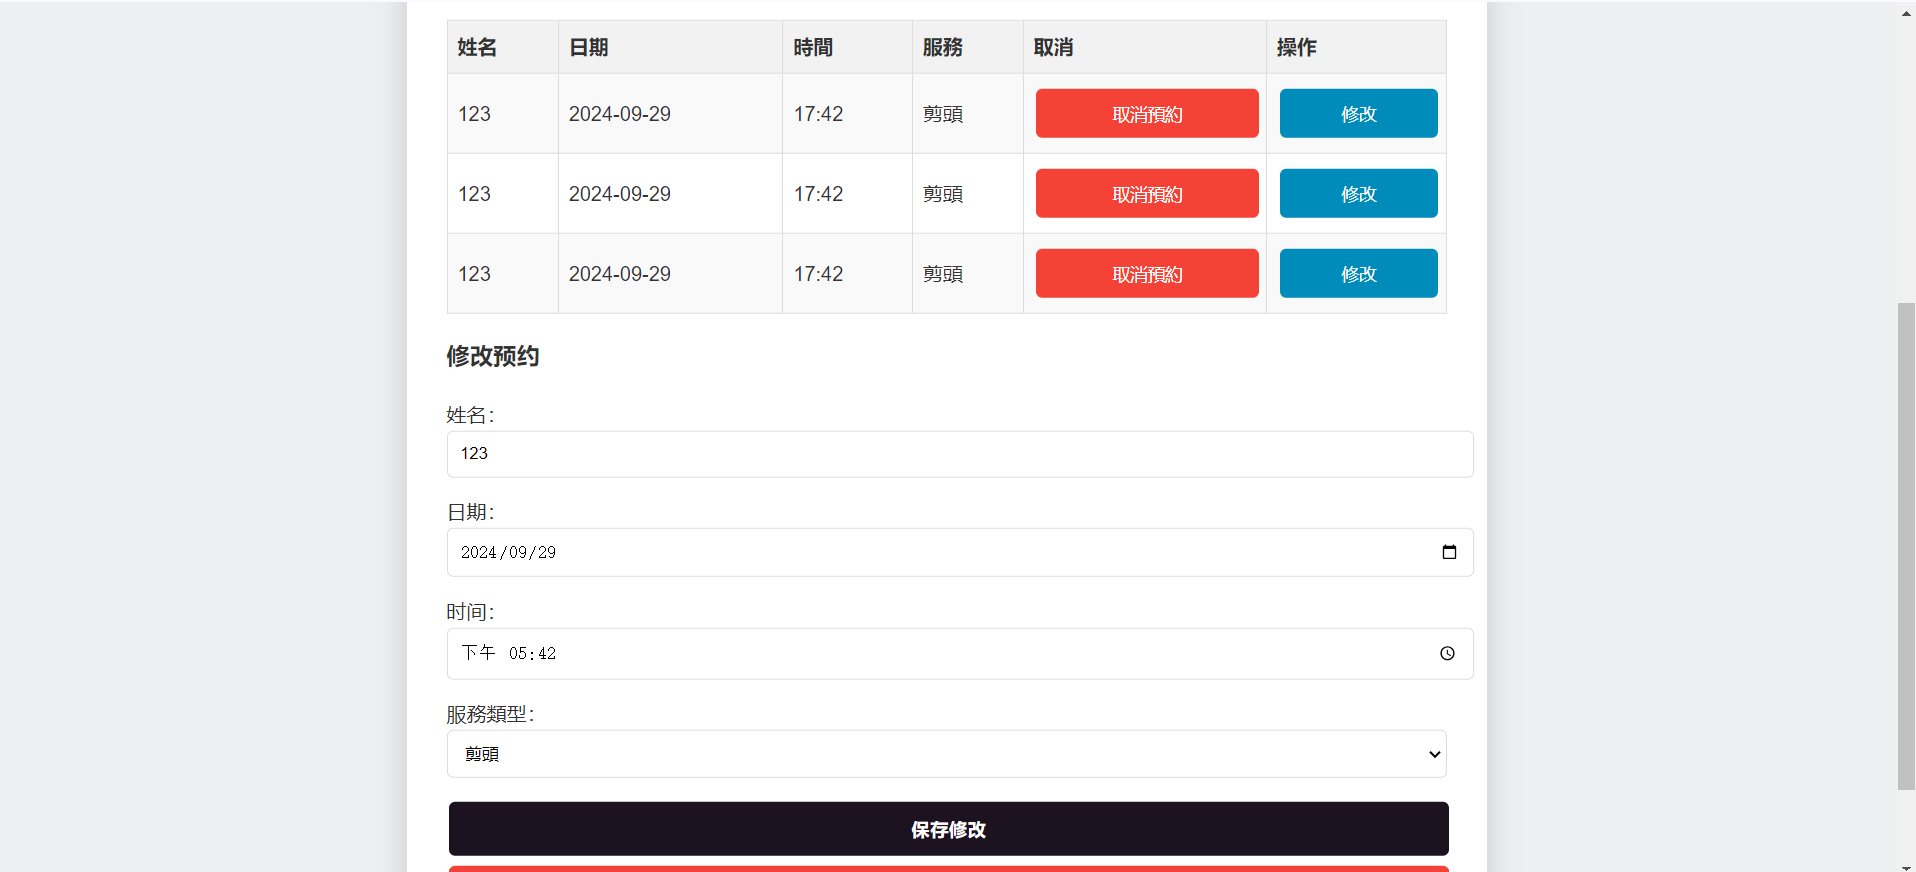 姓名 日期 時間 服務 取消 操作
123 2024-09-29 17:42 剪頭 取消預約 修改
123 2024-09-29 17:42 剪頭 取消預約 修改
123 2024-09-29 17:42 剪頭 取消預約 修改
修改预约
姓名：
123
日期：
2024/09/29
时间：
下午 05:42
服務類型：
剪頭
保存修改